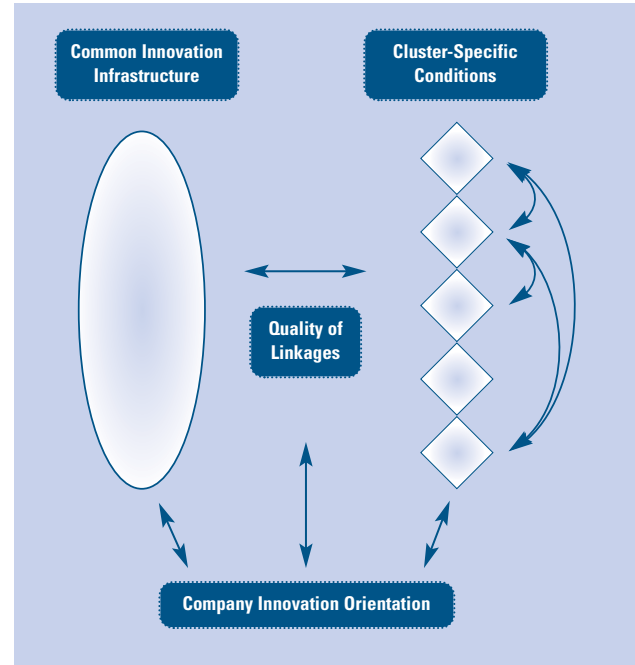 Common Innovation
Infrastructure
Cluster-Specific
Conditions
Quality of
Linkages
Company Innovation Orientation